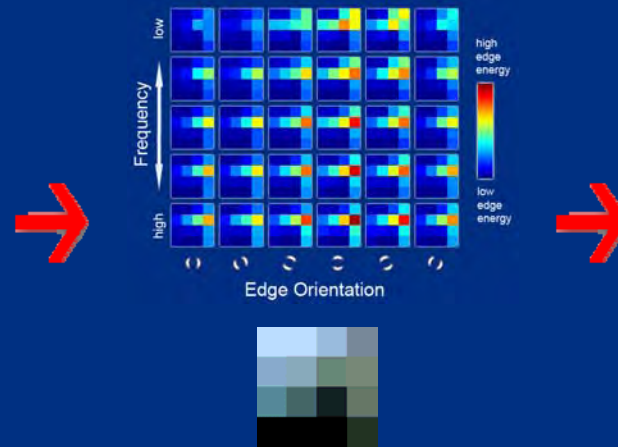 low
high
edge
energy
Frequency
low
edge
energy
high
Edge Orientation